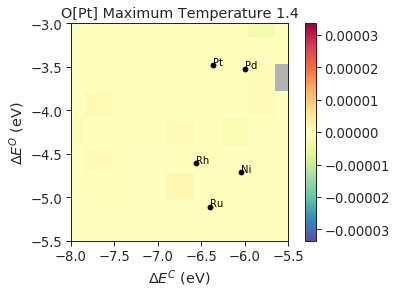 O[Pt] Maximum Temperature 1.4
−3.0
−3.5
−4.0
−4.5
−5.0
−5.5
ΔE^O (eV)
Pt
Pd
Rh
Ni
Ru
−8.0 −7.5 −7.0 −6.5 −6.0 −5.5
ΔE^C (eV)
0.00003
0.00002
0.00001
0.00000
−0.00001
−0.00002
−0.00003